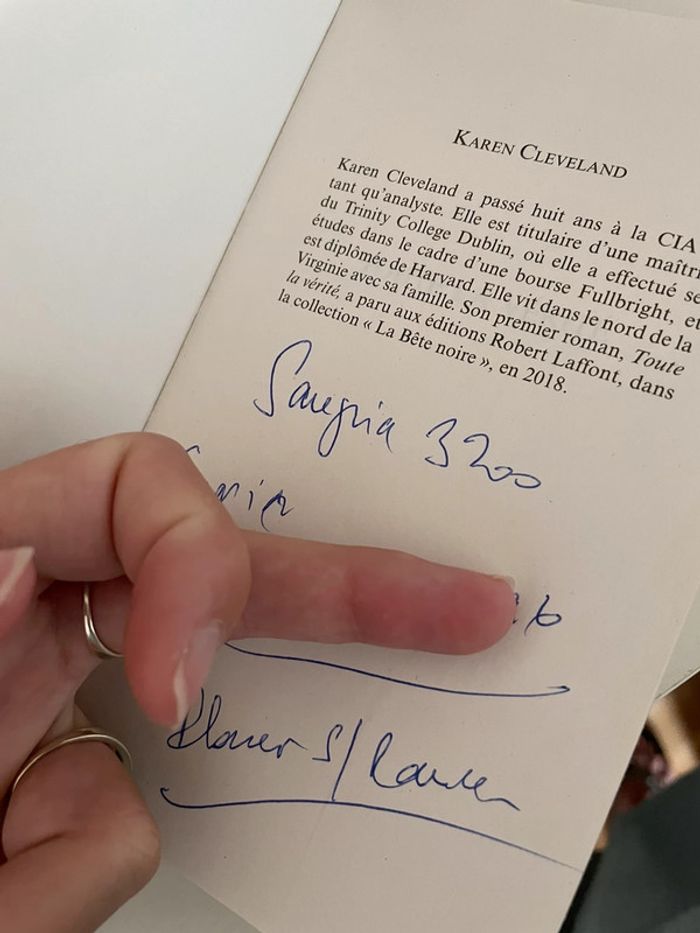 KAREN CLEVELAND
Karen Cleveland a passé huit ans à la CIA
tant qu'analyste. Elle est titulaire d'une maîtri
du Trinity College Dublin, où elle a effectué se
études dans le cadre d'une bourse Fullbright, et
est diplômée de Harvard. Elle vit dans le nord de la
Virginie avec sa famille. Son premier roman, Toute
la vérité, a paru aux éditions Robert Laffont, dans
la collection « La Bête noire », en 2018.
Sangria 3200